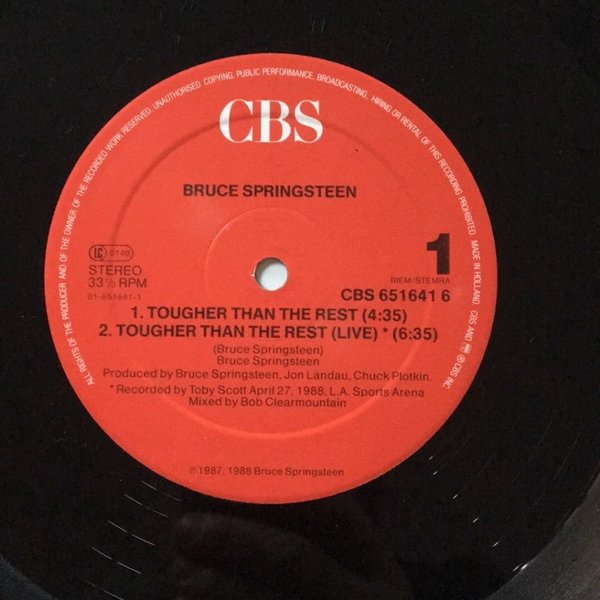 ALL RIGHTS OF THE PRODUCER AND OF THE OWNER OF THE RECORDED WORK RESERVED. UNAUTHORISED COPYING, PUBLIC PERFORMANCE, BROADCASTING, HIRING OR RENTAL OF THIS RECORDING PROHIBITED. MADE IN HOLLAND. CBS AND ℗ CBS INC.
CBS
BRUCE SPRINGSTEEN
LC 0149
STEREO
33⅓ RPM
01-651641-1
1
BIEM/STEMRA
CBS 651641 6
1. TOUGHER THAN THE REST (4:35)
2. TOUGHER THAN THE REST (LIVE) * (6:35)
(Bruce Springsteen)
Bruce Springsteen
Produced by Bruce Springsteen, Jon Landau, Chuck Plotkin.
* Recorded by Toby Scott April 27, 1988, L.A. Sports Arena
Mixed by Bob Clearmountain
℗ 1987, 1988 Bruce Springsteen